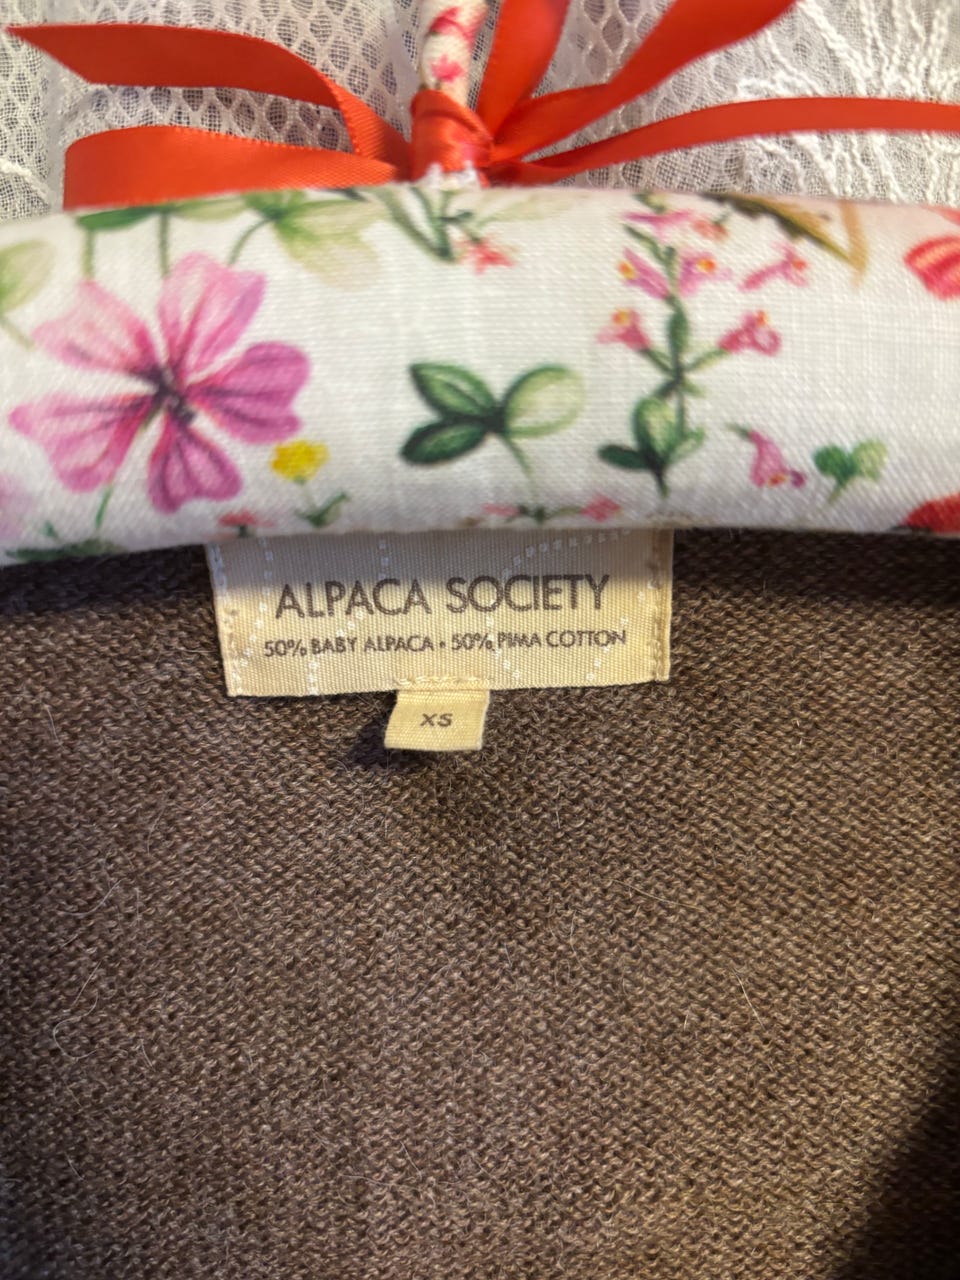 ALPACA SOCIETY
50% BABY ALPACA • 50% PIMA COTTON
XS